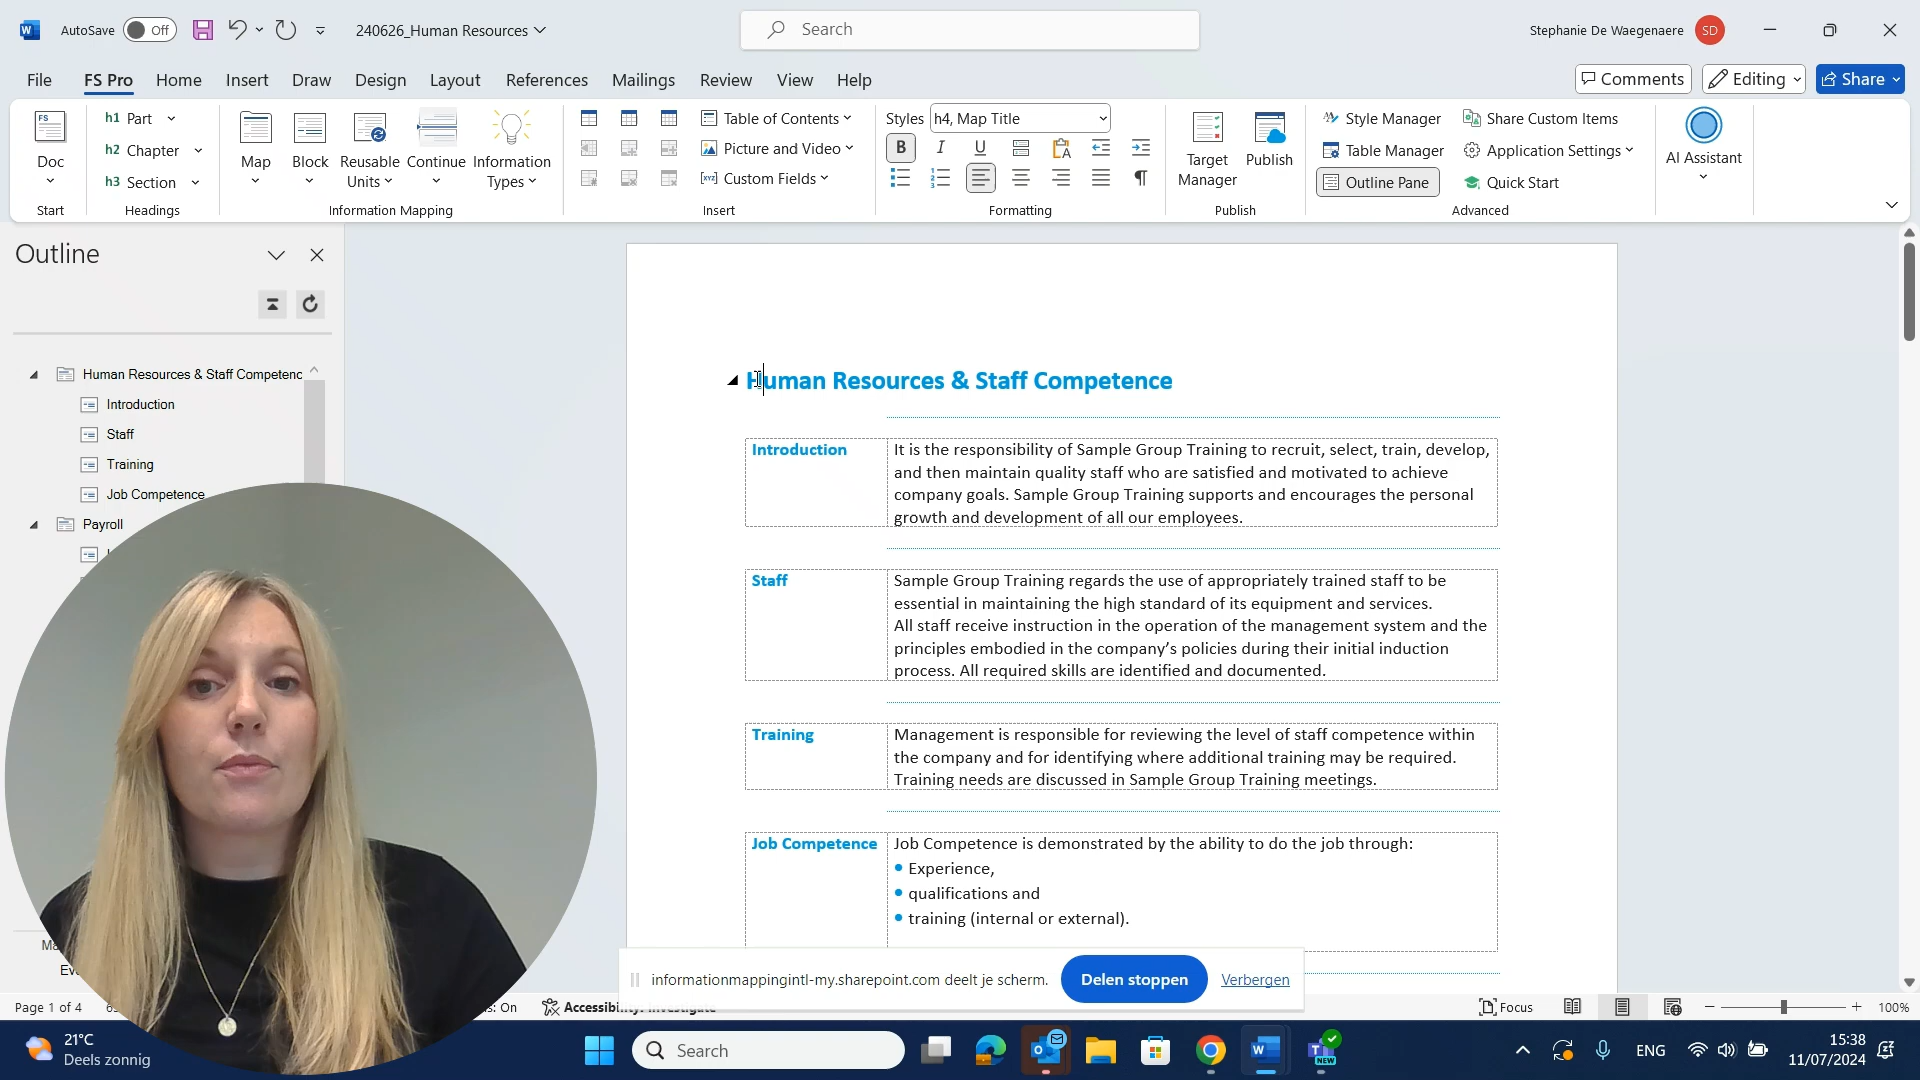 AutoSave Off 240626_Human Resources Search Stephanie De Waegenaere SD
File FS Pro Home Insert Draw Design Layout References Mailings Review View Help Comments Editing Share
h1 Part
h2 Chapter
h3 Section
Doc
Map
Block
Reusable
Units
Continue
Information
Types
Table of Contents
Picture and Video
Custom Fields
Styles h4, Map Title
B I U
Target
Manager
Publish
Style Manager
Table Manager
Outline Pane
Share Custom Items
Application Settings
Quick Start
AI Assistant
Start Headings Information Mapping Insert Formatting Publish Advanced
Outline
Human Resources & Staff Competenc
Introduction
Staff
Training
Job Competence
Payroll
Human Resources & Staff Competence
Introduction
It is the responsibility of Sample Group Training to recruit, select, train, develop,
and then maintain quality staff who are satisfied and motivated to achieve
company goals. Sample Group Training supports and encourages the personal
growth and development of all our employees.
Staff
Sample Group Training regards the use of appropriately trained staff to be
essential in maintaining the high standard of its equipment and services.
All staff receive instruction in the operation of the management system and the
principles embodied in the company’s policies during their initial induction
process. All required skills are identified and documented.
Training
Management is responsible for reviewing the level of staff competence within
the company and for identifying where additional training may be required.
Training needs are discussed in Sample Group Training meetings.
Job Competence
Job Competence is demonstrated by the ability to do the job through:
Experience,
qualifications and
training (internal or external).
informationmappingintl-my.sharepoint.com deelt je scherm. Delen stoppen Verbergen
Page 1 of 4 On Focus 100%
21°C
Deels zonnig
Search
NEW
ENG
15:38
11/07/2024